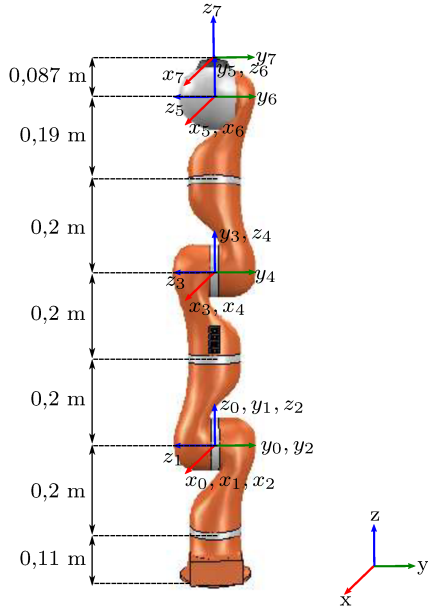 z7
y7
0,087 m
x7
y5, z6
z5
y6
x5, x6
0,19 m
0,2 m
y3, z4
z3
y4
x3, x4
0,2 m
0,2 m
z0, y1, z2
z1
y0, y2
x0, x1, x2
0,2 m
0,11 m
z
y
x